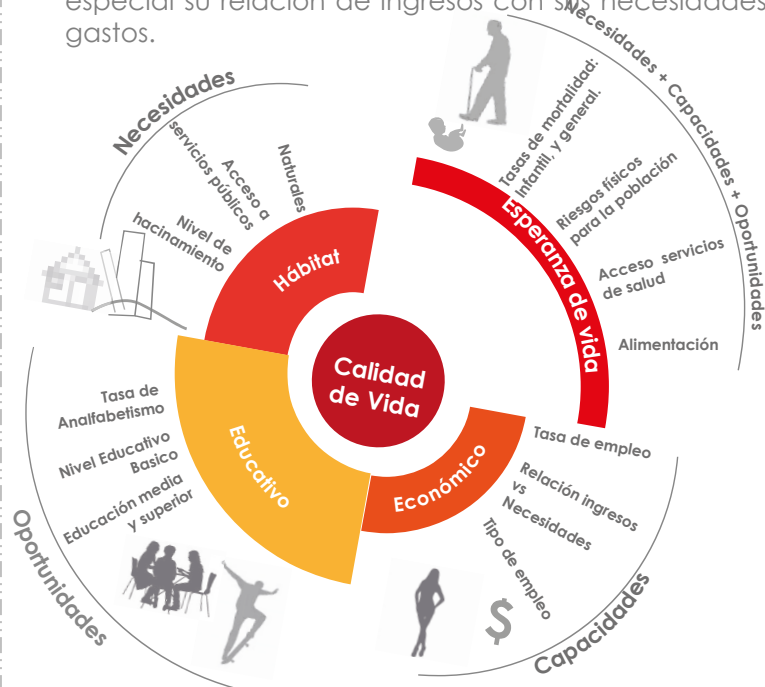 especial su relación de ingresos con sus necesidades
gastos.
Necesidades
Naturales
Acceso a
servicios públicos
Nivel de
hacinamiento
Hábitat
Necesidades + Capacidades + Oportunidades
Tasas de mortalidad:
Infantil, y general.
Riesgos físicos
para la población
Acceso servicios
de salud
Alimentación
Esperanza de vida
Calidad
de Vida
Tasa de
Analfabetismo
Nivel Educativo
Basico
Educación media
y superior
Educativo
Oportunidades
Económico
Tasa de empleo
Relación ingresos
vs
Necesidades
Tipo de empleo
$
Capacidades